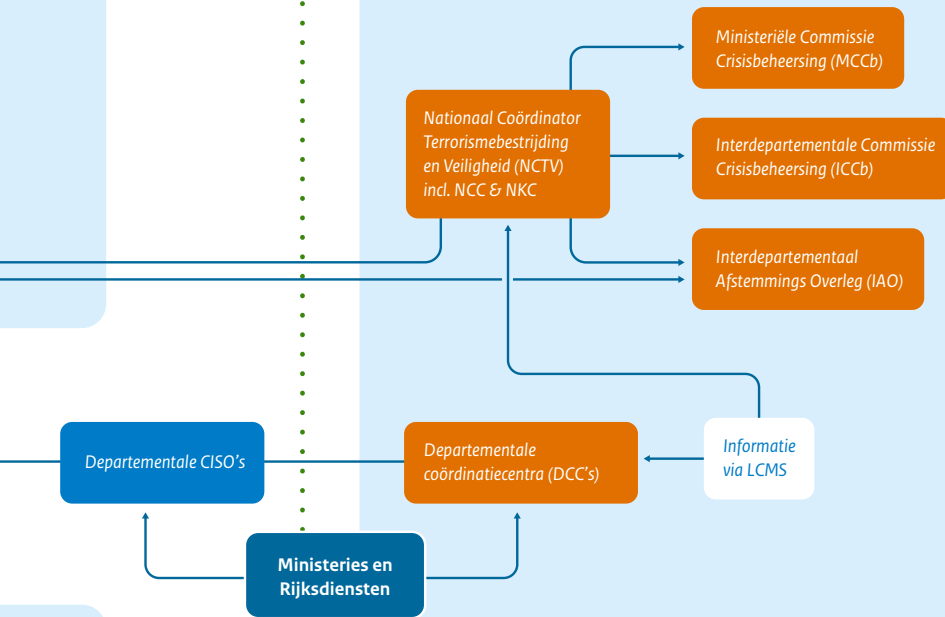 Ministeriële Commissie
Crisisbeheersing (MCCb)
Nationaal Coördinator
Terrorismebestrijding
en Veiligheid (NCTV)
incl. NCC & NKC
Interdepartementale Commissie
Crisisbeheersing (ICCb)
Interdepartementaal
Afstemmings Overleg (IAO)
Departementale CISO's
Departementale
coördinatiecentra (DCC's)
Informatie
via LCMS
Ministeries en
Rijksdiensten